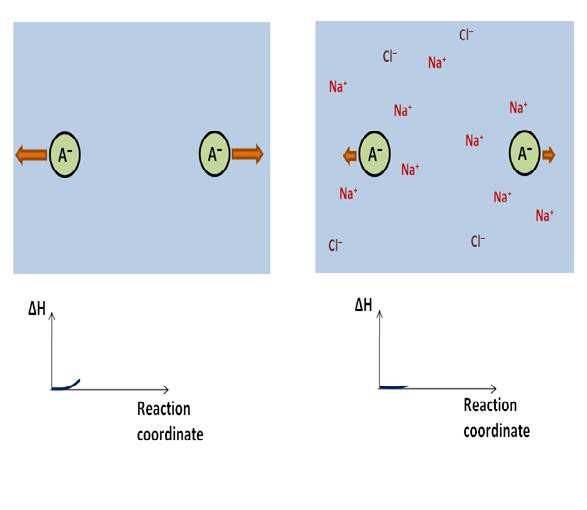 A⁻ A⁻
Cl⁻
Cl⁻ Na⁺
Na⁺
Na⁺ Na⁺
Na⁺
A⁻ A⁻
Na⁺
Na⁺ Na⁺
Na⁺
Cl⁻ Cl⁻
ΔH
Reaction
coordinate
ΔH
Reaction
coordinate